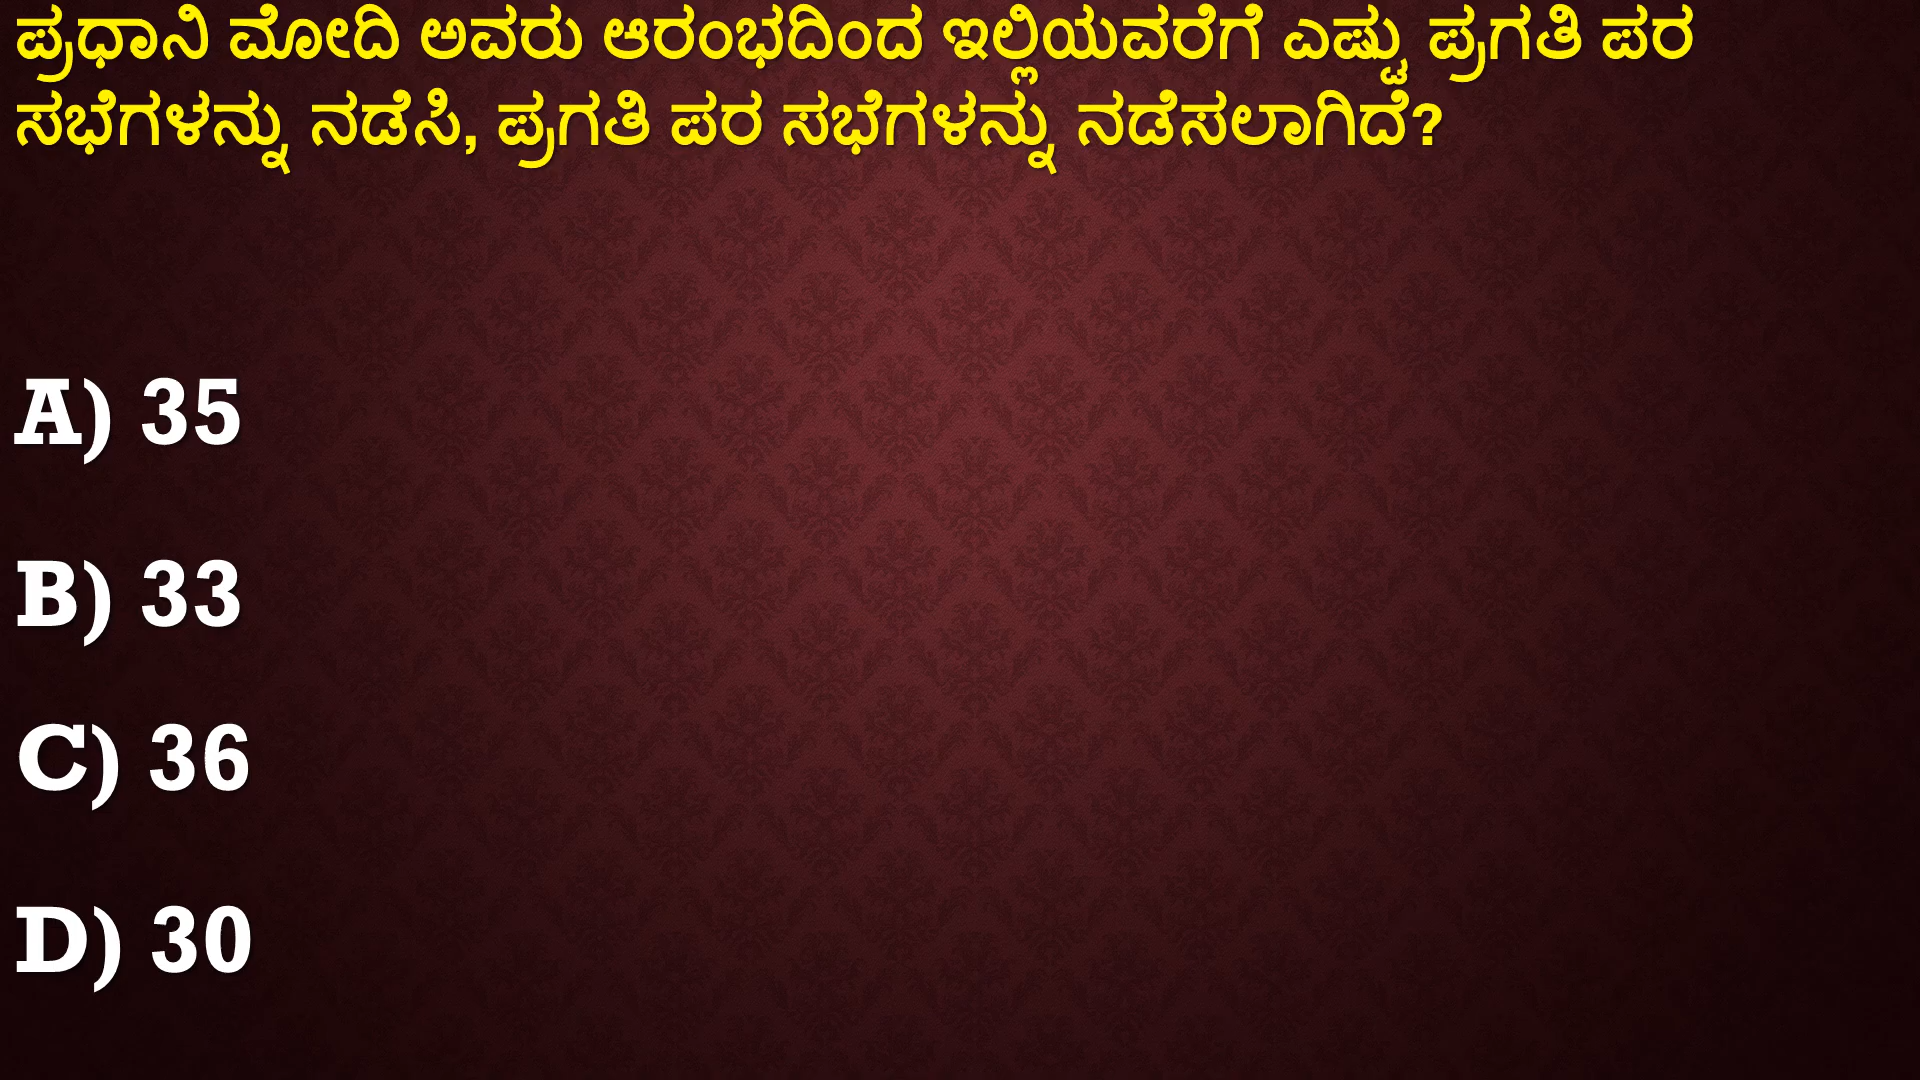 ಪ್ರಧಾನಿ ಮೋದಿ ಅವರು ಆರಂಭದಿಂದ ಇಲ್ಲಿಯವರೆಗೆ ಎಷ್ಟು ಪ್ರಗತಿ ಪರ
ಸಭೆಗಳನ್ನು ನಡೆಸಿ, ಪ್ರಗತಿ ಪರ ಸಭೆಗಳನ್ನು ನಡೆಸಲಾಗಿದೆ?
A) 35
B) 33
C) 36
D) 30